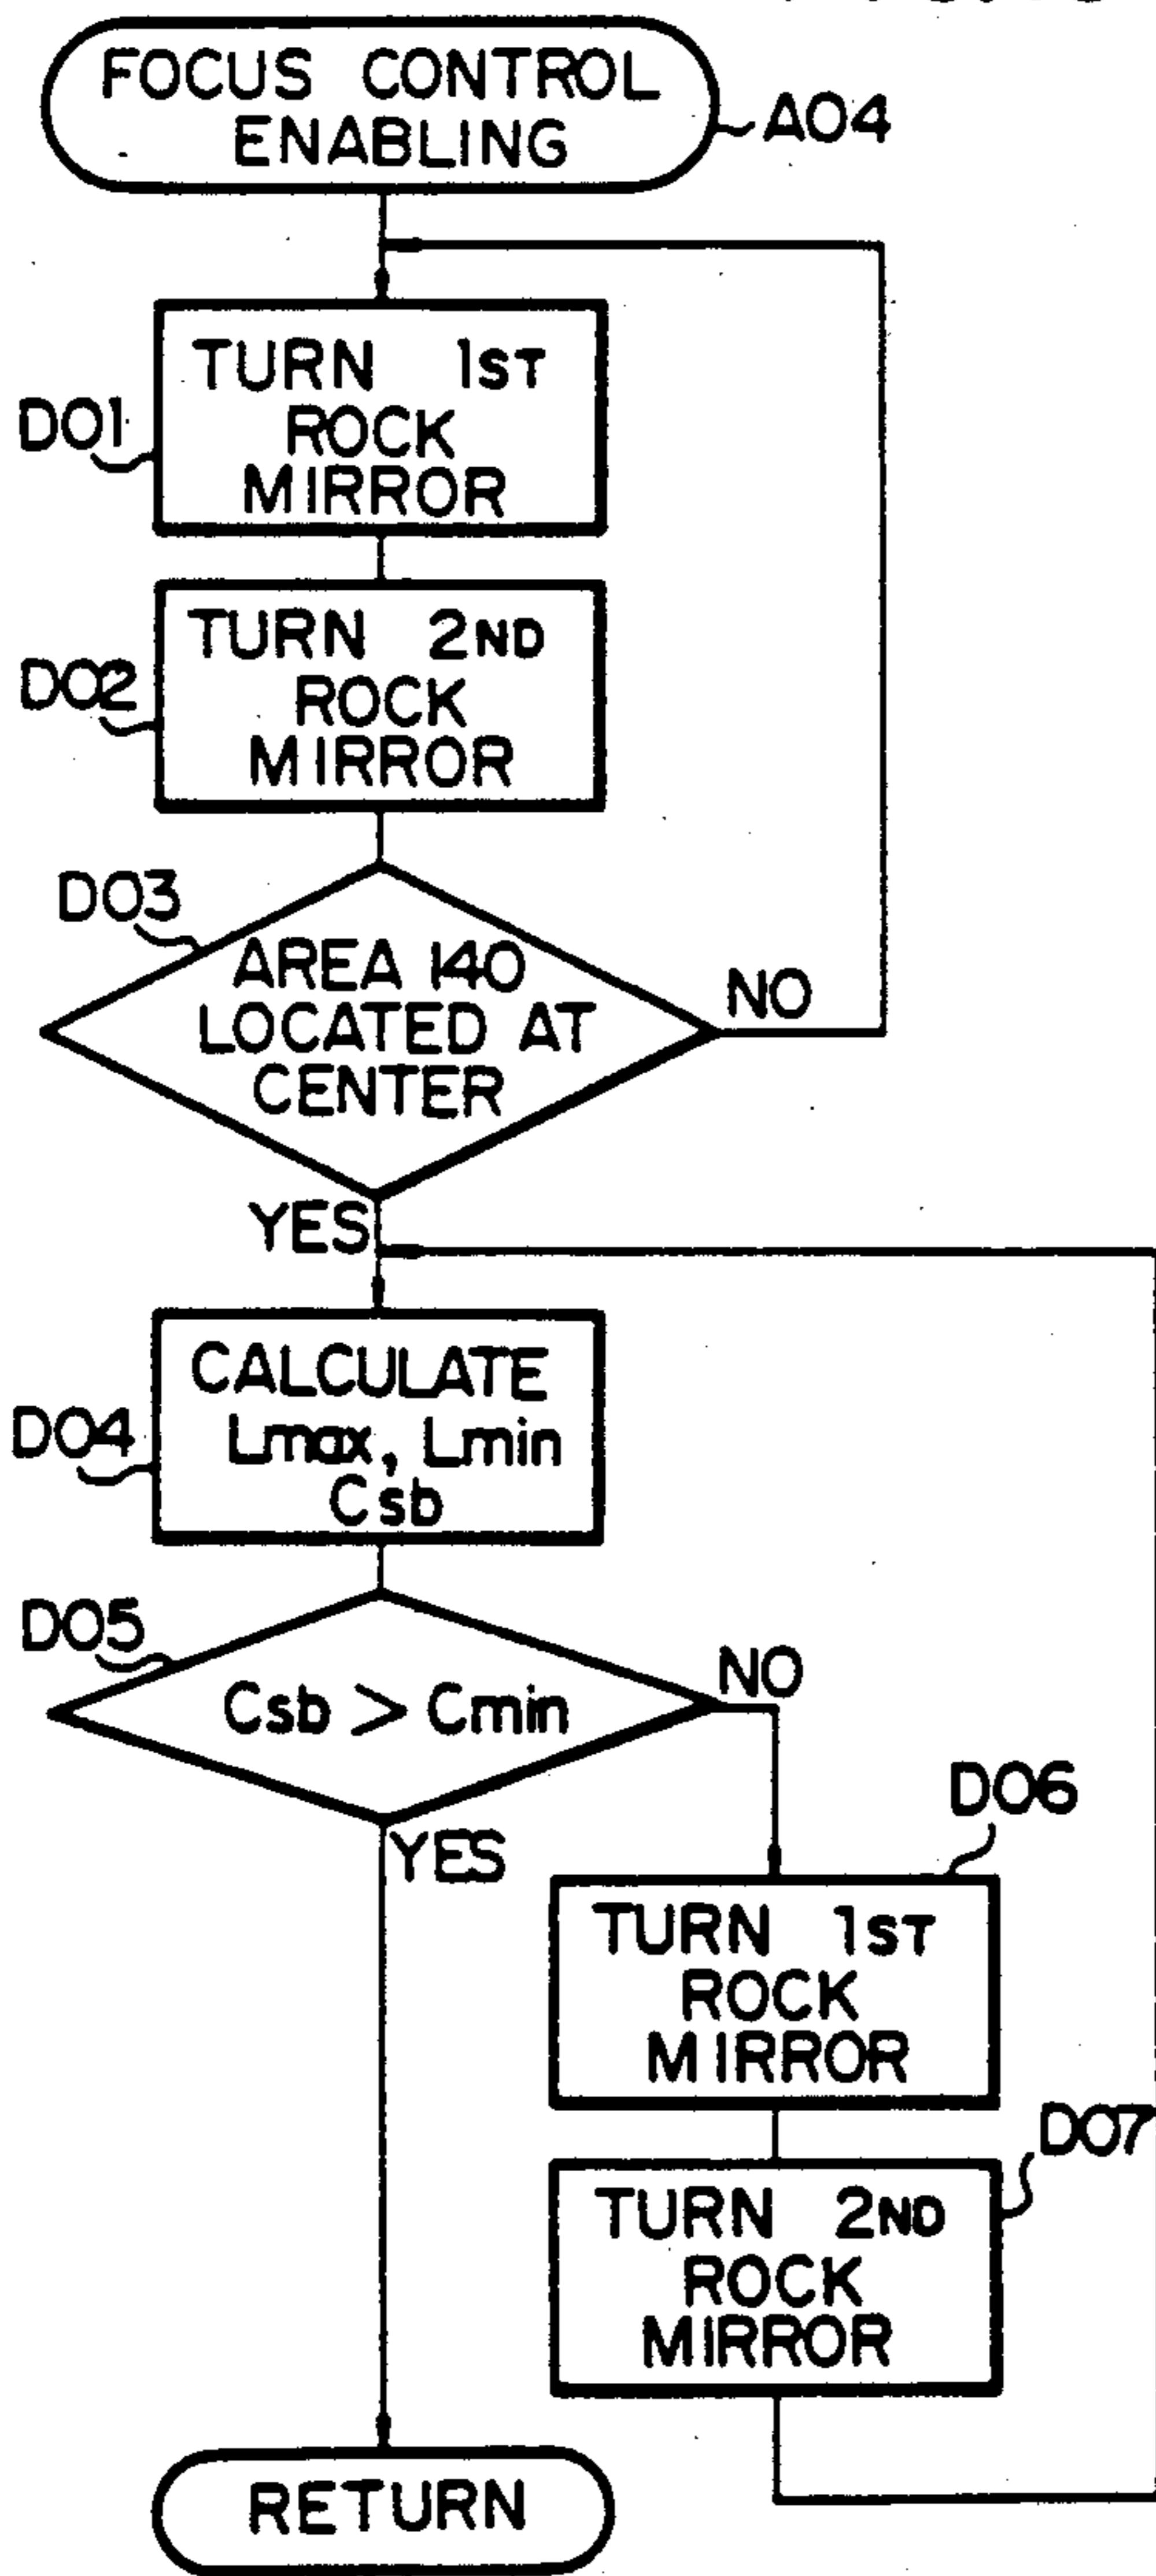 FOCUS CONTROL
ENABLING
A04
TURN 1ST
ROCK
MIRROR
D01
TURN 2ND
ROCK
MIRROR
D02
D03
AREA 140
LOCATED AT
CENTER
NO
YES
CALCULATE
Lmax, Lmin
Csb
D04
D05
Csb > Cmin
NO
YES
D06
TURN 1ST
ROCK
MIRROR
D07
TURN 2ND
ROCK
MIRROR
RETURN